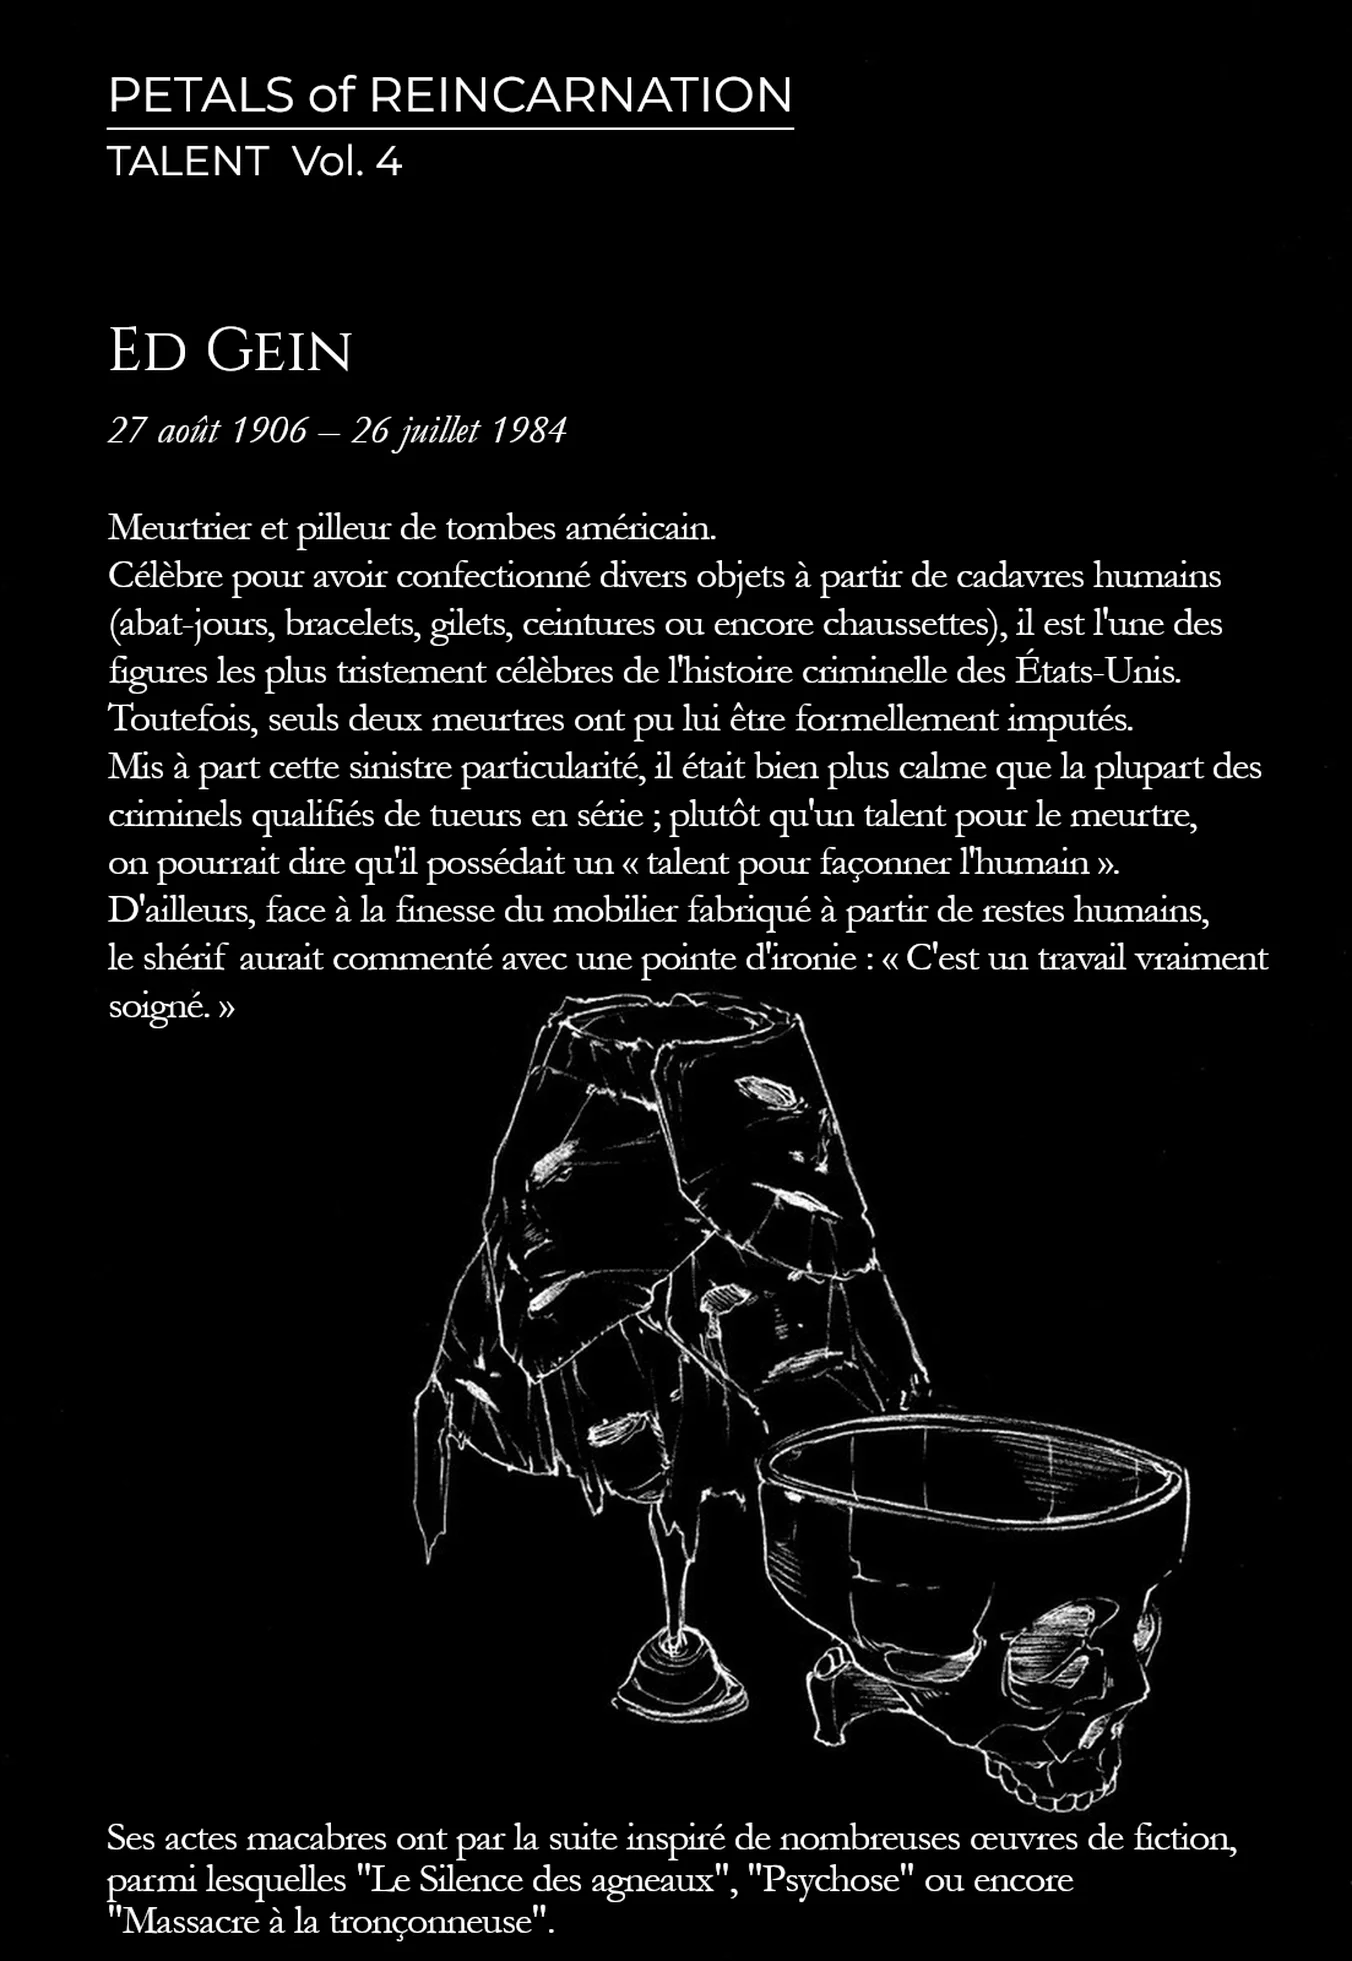 PETALS of REINCARNATION
TALENT Vol. 4
ED GEIN
27 août 1906 – 26 juillet 1984
Meurtrier et pilleur de tombes américain.
Célèbre pour avoir confectionné divers objets à partir de cadavres humains
(abat-jours, bracelets, gilets, ceintures ou encore chaussettes), il est l'une des
figures les plus tristement célèbres de l'histoire criminelle des États-Unis.
Toutefois, seuls deux meurtres ont pu lui être formellement imputés.
Mis à part cette sinistre particularité, il était bien plus calme que la plupart des
criminels qualifiés de tueurs en série ; plutôt qu'un talent pour le meurtre,
on pourrait dire qu'il possédait un « talent pour façonner l'humain ».
D'ailleurs, face à la finesse du mobilier fabriqué à partir de restes humains,
le shérif aurait commenté avec une pointe d'ironie : « C'est un travail vraiment
soigné. »
Ses actes macabres ont par la suite inspiré de nombreuses œuvres de fiction,
parmi lesquelles "Le Silence des agneaux", "Psychose" ou encore
"Massacre à la tronçonneuse".